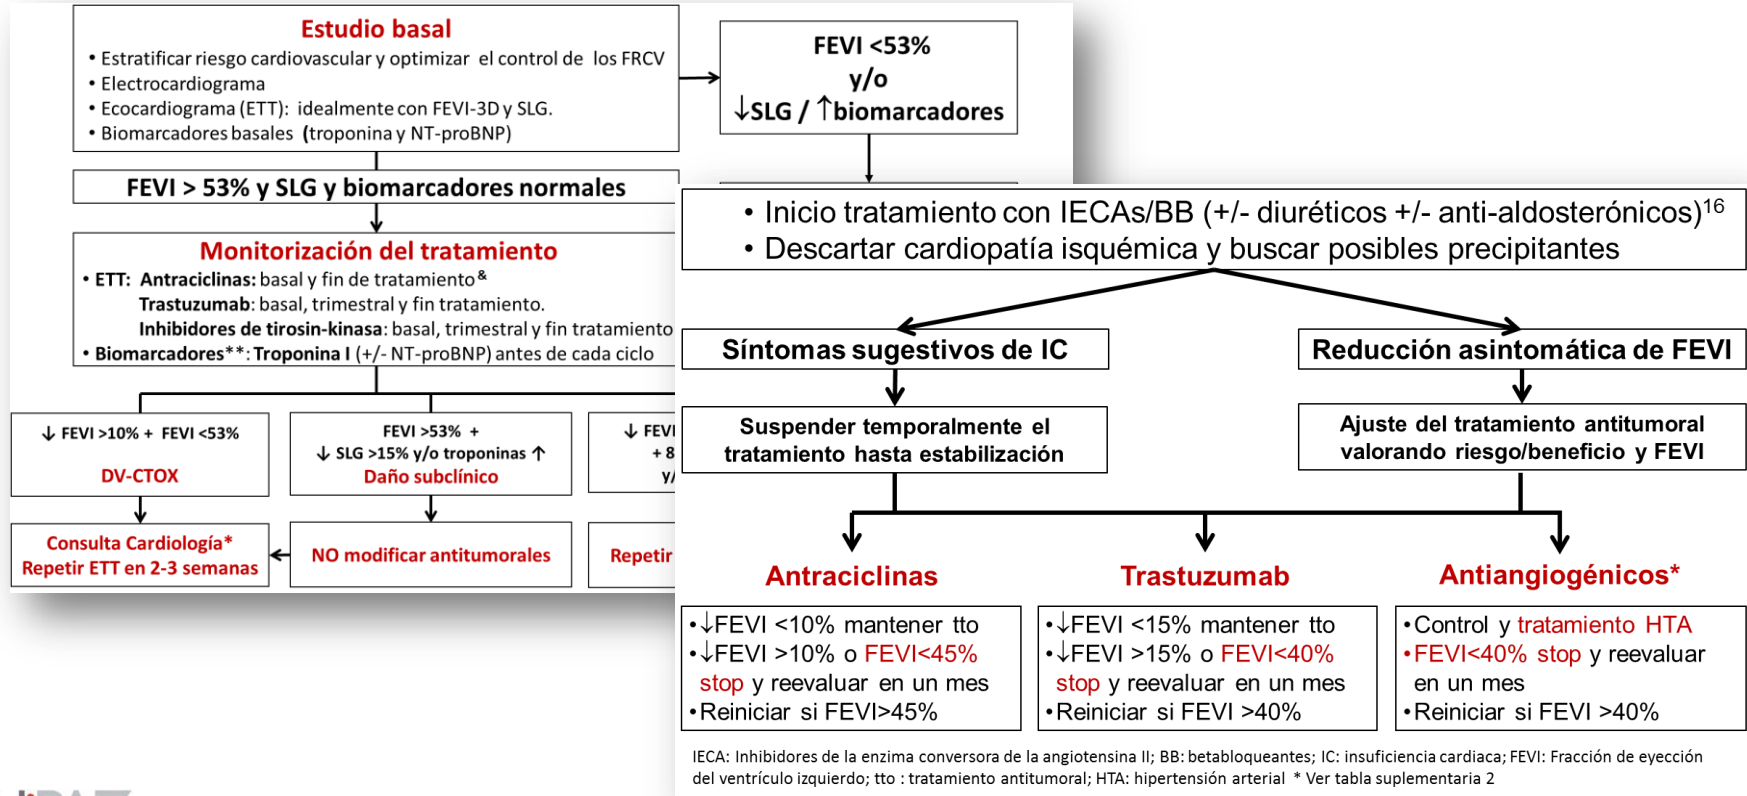 Estudio basal
• Estratificar riesgo cardiovascular y optimizar el control de los FRCV
• Electrocardiograma
• Ecocardiograma (ETT): idealmente con FEVI-3D y SLG.
• Biomarcadores basales (troponina y NT-proBNP)
FEVI <53%
y/o
↓SLG / ↑biomarcadores
FEVI > 53% y SLG y biomarcadores normales
Monitorización del tratamiento
• ETT: Antraciclinas: basal y fin de tratamiento&
Trastuzumab: basal, trimestral y fin tratamiento.
Inhibidores de tirosin-kinasa: basal, trimestral y fin tratamiento
• Biomarcadores**: Troponina I (+/- NT-proBNP) antes de cada ciclo
↓ FEVI >10% + FEVI <53%
DV-CTOX
FEVI >53% +
↓ SLG >15% y/o troponinas ↑
Daño subclínico
↓ FEVI
+ 8
y/
Consulta Cardiología*
Repetir ETT en 2-3 semanas
NO modificar antitumorales
Repetir
• Inicio tratamiento con IECAs/BB (+/- diuréticos +/- anti-aldosterónicos)16
• Descartar cardiopatía isquémica y buscar posibles precipitantes
Síntomas sugestivos de IC
Reducción asintomática de FEVI
Suspender temporalmente el
tratamiento hasta estabilización
Ajuste del tratamiento antitumoral
valorando riesgo/beneficio y FEVI
Antraciclinas
•↓FEVI <10% mantener tto
•↓FEVI >10% o FEVI<45%
stop y reevaluar en un mes
•Reiniciar si FEVI>45%
Trastuzumab
•↓FEVI <15% mantener tto
•↓FEVI >15% o FEVI<40%
stop y reevaluar en un mes
•Reiniciar si FEVI >40%
Antiangiogénicos*
•Control y tratamiento HTA
•FEVI<40% stop y reevaluar
en un mes
•Reiniciar si FEVI >40%
IECA: Inhibidores de la enzima conversora de la angiotensina II; BB: betabloqueantes; IC: insuficiencia cardiaca; FEVI: Fracción de eyección
del ventrículo izquierdo; tto : tratamiento antitumoral; HTA: hipertensión arterial * Ver tabla suplementaria 2